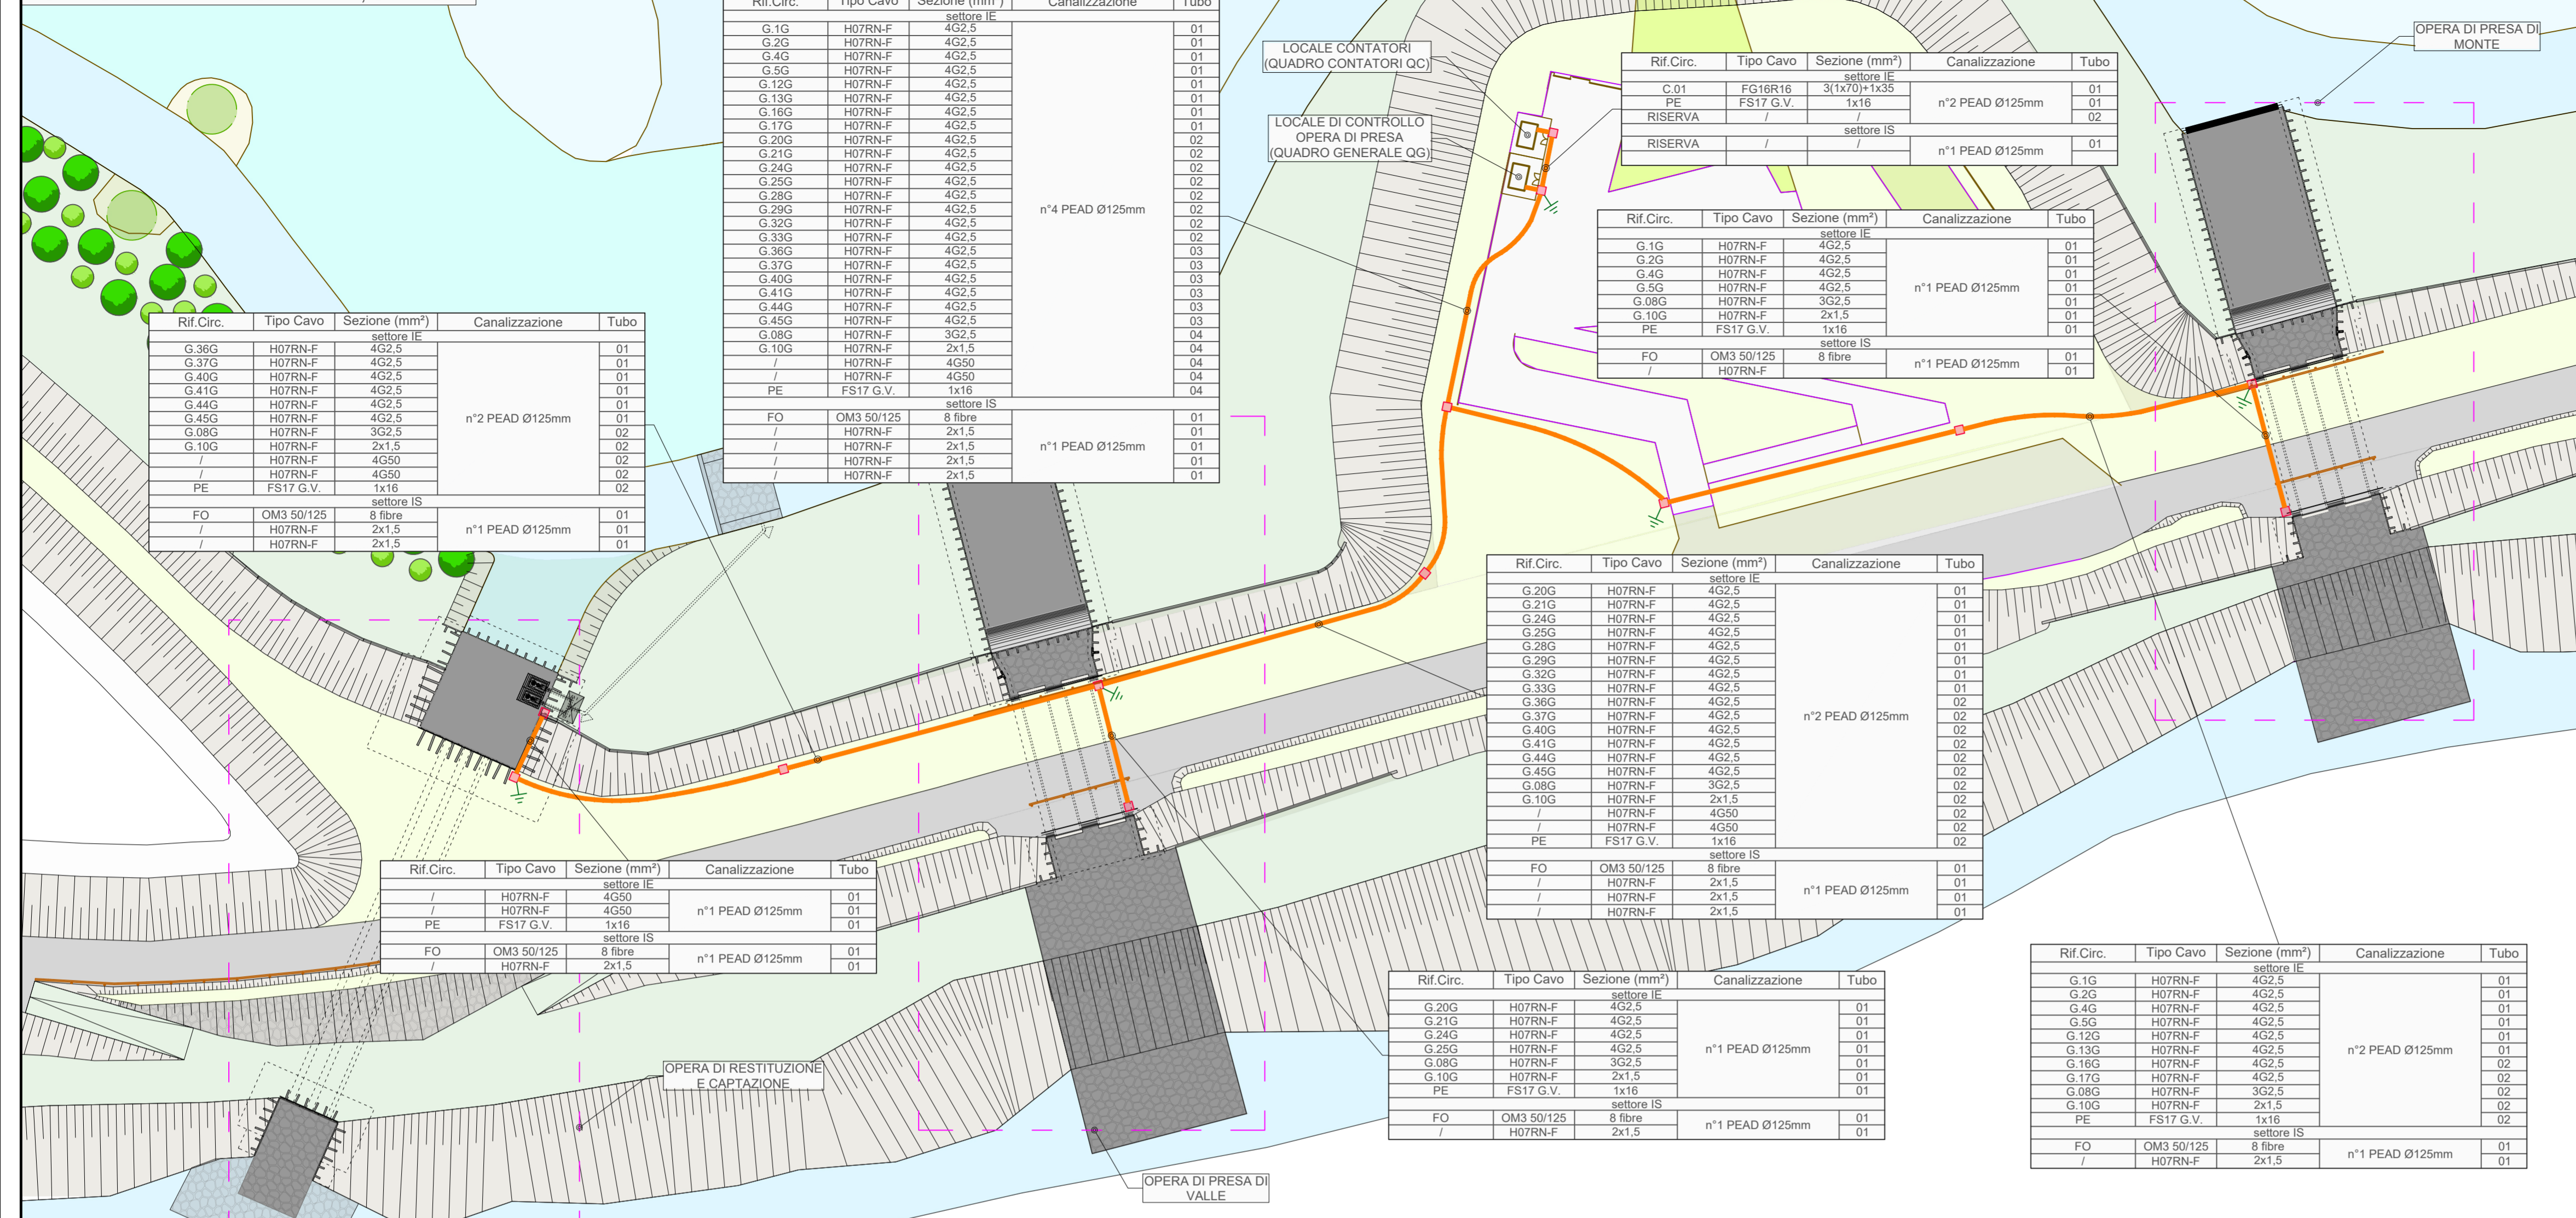 Rif.Circ. Tipo Cavo Sezione (mm²) Canalizzazione Tubo
settore IE
G.1G H07RN-F 4G2,5 01
G.2G H07RN-F 4G2,5 01
G.4G H07RN-F 4G2,5 01
G.5G H07RN-F 4G2,5 01
G.12G H07RN-F 4G2,5 01
G.13G H07RN-F 4G2,5 01
G.16G H07RN-F 4G2,5 01
G.17G H07RN-F 4G2,5 01
G.20G H07RN-F 4G2,5 02
G.21G H07RN-F 4G2,5 02
G.24G H07RN-F 4G2,5 02
G.25G H07RN-F 4G2,5 02
G.28G H07RN-F 4G2,5 02
G.29G H07RN-F 4G2,5 n°4 PEAD Ø125mm 02
G.32G H07RN-F 4G2,5 02
G.33G H07RN-F 4G2,5 02
G.36G H07RN-F 4G2,5 03
G.37G H07RN-F 4G2,5 03
G.40G H07RN-F 4G2,5 03
G.41G H07RN-F 4G2,5 03
G.44G H07RN-F 4G2,5 03
G.45G H07RN-F 4G2,5 03
G.08G H07RN-F 3G2,5 04
G.10G H07RN-F 2x1,5 04
/ H07RN-F 4G50 04
/ H07RN-F 4G50 04
PE FS17 G.V. 1x16 04
settore IS
FO OM3 50/125 8 fibre 01
/ H07RN-F 2x1,5 01
/ H07RN-F 2x1,5 n°1 PEAD Ø125mm 01
/ H07RN-F 2x1,5 01
/ H07RN-F 2x1,5 01
LOCALE CONTATORI
(QUADRO CONTATORI QC)
LOCALE DI CONTROLLO
OPERA DI PRESA
(QUADRO GENERALE QG)
Rif.Circ. Tipo Cavo Sezione (mm²) Canalizzazione Tubo
settore IE
C.01 FG16R16 3(1x70)+1x35 01
PE FS17 G.V. 1x16 n°2 PEAD Ø125mm 01
RISERVA / / 02
settore IS
RISERVA / / n°1 PEAD Ø125mm 01
OPERA DI PRESA DI
MONTE
Rif.Circ. Tipo Cavo Sezione (mm²) Canalizzazione Tubo
settore IE
G.1G H07RN-F 4G2,5 01
G.2G H07RN-F 4G2,5 01
G.4G H07RN-F 4G2,5 01
G.5G H07RN-F 4G2,5 n°1 PEAD Ø125mm 01
G.08G H07RN-F 3G2,5 01
G.10G H07RN-F 2x1,5 01
PE FS17 G.V. 1x16 01
settore IS
FO OM3 50/125 8 fibre n°1 PEAD Ø125mm 01
/ H07RN-F 01
Rif.Circ. Tipo Cavo Sezione (mm²) Canalizzazione Tubo
settore IE
G.36G H07RN-F 4G2,5 01
G.37G H07RN-F 4G2,5 01
G.40G H07RN-F 4G2,5 01
G.41G H07RN-F 4G2,5 01
G.44G H07RN-F 4G2,5 01
G.45G H07RN-F 4G2,5 n°2 PEAD Ø125mm 01
G.08G H07RN-F 3G2,5 02
G.10G H07RN-F 2x1,5 02
/ H07RN-F 4G50 02
/ H07RN-F 4G50 02
PE FS17 G.V. 1x16 02
settore IS
FO OM3 50/125 8 fibre 01
/ H07RN-F 2x1,5 n°1 PEAD Ø125mm 01
/ H07RN-F 2x1,5 01
Rif.Circ. Tipo Cavo Sezione (mm²) Canalizzazione Tubo
settore IE
G.20G H07RN-F 4G2,5 01
G.21G H07RN-F 4G2,5 01
G.24G H07RN-F 4G2,5 01
G.25G H07RN-F 4G2,5 01
G.28G H07RN-F 4G2,5 01
G.29G H07RN-F 4G2,5 01
G.32G H07RN-F 4G2,5 01
G.33G H07RN-F 4G2,5 01
G.36G H07RN-F 4G2,5 02
G.37G H07RN-F 4G2,5 n°2 PEAD Ø125mm 02
G.40G H07RN-F 4G2,5 02
G.41G H07RN-F 4G2,5 02
G.44G H07RN-F 4G2,5 02
G.45G H07RN-F 4G2,5 02
G.08G H07RN-F 3G2,5 02
G.10G H07RN-F 2x1,5 02
/ H07RN-F 4G50 02
/ H07RN-F 4G50 02
PE FS17 G.V. 1x16 02
settore IS
FO OM3 50/125 8 fibre 01
/ H07RN-F 2x1,5 n°1 PEAD Ø125mm 01
/ H07RN-F 2x1,5 01
/ H07RN-F 2x1,5 01
Rif.Circ. Tipo Cavo Sezione (mm²) Canalizzazione Tubo
settore IE
/ H07RN-F 4G50 01
/ H07RN-F 4G50 n°1 PEAD Ø125mm 01
PE FS17 G.V. 1x16 01
settore IS
FO OM3 50/125 8 fibre n°1 PEAD Ø125mm 01
/ H07RN-F 2x1,5 01
Rif.Circ. Tipo Cavo Sezione (mm²) Canalizzazione Tubo
settore IE
G.20G H07RN-F 4G2,5 01
G.21G H07RN-F 4G2,5 01
G.24G H07RN-F 4G2,5 01
G.25G H07RN-F 4G2,5 n°1 PEAD Ø125mm 01
G.08G H07RN-F 3G2,5 01
G.10G H07RN-F 2x1,5 01
PE FS17 G.V. 1x16 01
settore IS
FO OM3 50/125 8 fibre n°1 PEAD Ø125mm 01
/ H07RN-F 2x1,5 01
Rif.Circ. Tipo Cavo Sezione (mm²) Canalizzazione Tubo
settore IE
G.1G H07RN-F 4G2,5 01
G.2G H07RN-F 4G2,5 01
G.4G H07RN-F 4G2,5 01
G.5G H07RN-F 4G2,5 01
G.12G H07RN-F 4G2,5 01
G.13G H07RN-F 4G2,5 n°2 PEAD Ø125mm 01
G.16G H07RN-F 4G2,5 02
G.17G H07RN-F 4G2,5 02
G.08G H07RN-F 3G2,5 02
G.10G H07RN-F 2x1,5 02
PE FS17 G.V. 1x16 02
settore IS
FO OM3 50/125 8 fibre n°1 PEAD Ø125mm 01
/ H07RN-F 2x1,5 01
OPERA DI RESTITUZIONE
E CAPTAZIONE
OPERA DI PRESA DI
VALLE